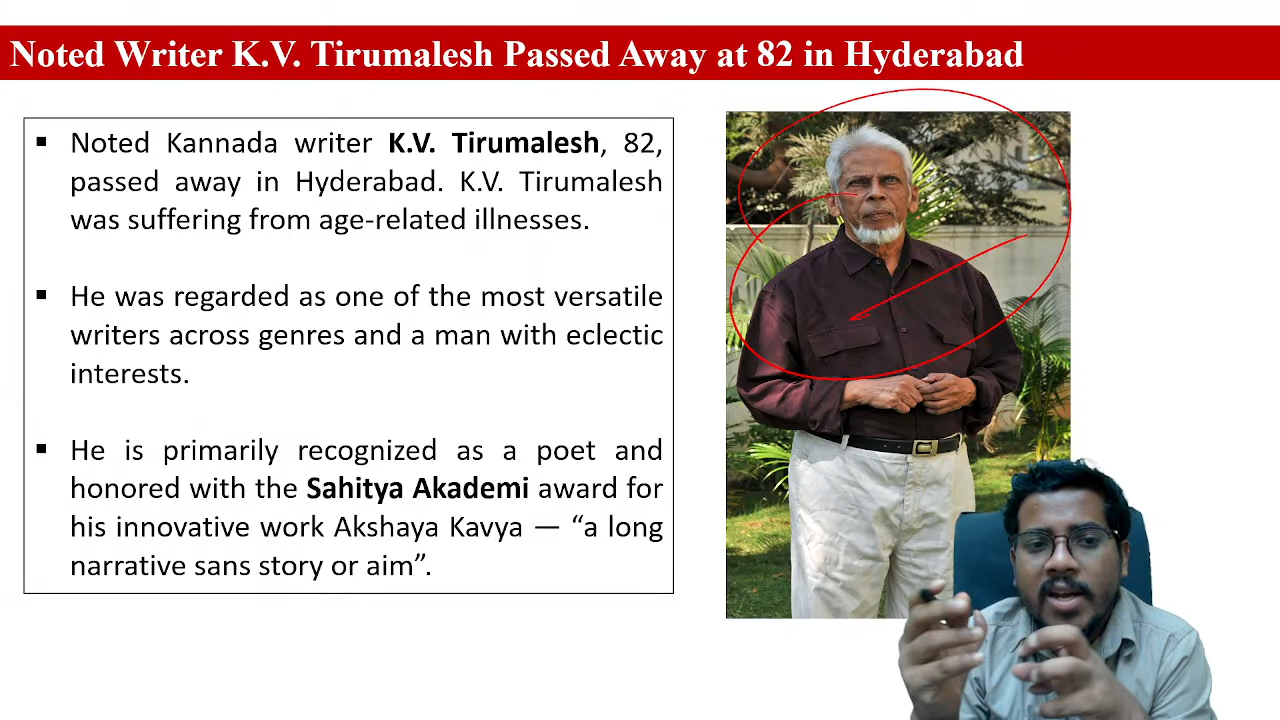 Noted Writer K.V. Tirumalesh Passed Away at 82 in Hyderabad
▪ Noted Kannada writer K.V. Tirumalesh, 82,
passed away in Hyderabad. K.V. Tirumalesh
was suffering from age-related illnesses.
▪ He was regarded as one of the most versatile
writers across genres and a man with eclectic
interests.
▪ He is primarily recognized as a poet and
honored with the Sahitya Akademi award for
his innovative work Akshaya Kavya — “a long
narrative sans story or aim”.